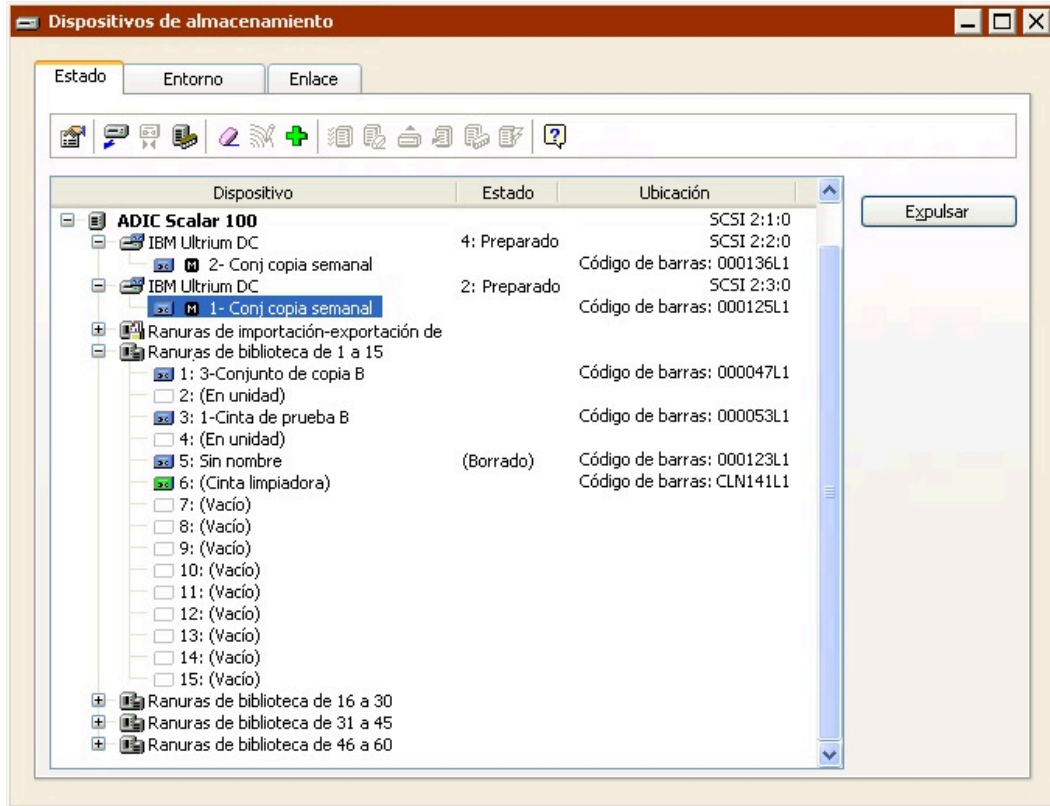 Dispositivos de almacenamiento
Estado Entorno Enlace
Dispositivo Estado Ubicación
Expulsar
ADIC Scalar 100 SCSI 2:1:0
IBM Ultrium DC 4: Preparado SCSI 2:2:0
M 2- Conj copia semanal Código de barras: 000136L1
IBM Ultrium DC 2: Preparado SCSI 2:3:0
M 1- Conj copia semanal Código de barras: 000125L1
Ranuras de importación-exportación de
Ranuras de biblioteca de 1 a 15
1: 3-Conjunto de copia B Código de barras: 000047L1
2: (En unidad)
3: 1-Cinta de prueba B Código de barras: 000053L1
4: (En unidad)
5: Sin nombre (Borrado) Código de barras: 000123L1
6: (Cinta limpiadora) Código de barras: CLN141L1
7: (Vacío)
8: (Vacío)
9: (Vacío)
10: (Vacío)
11: (Vacío)
12: (Vacío)
13: (Vacío)
14: (Vacío)
15: (Vacío)
Ranuras de biblioteca de 16 a 30
Ranuras de biblioteca de 31 a 45
Ranuras de biblioteca de 46 a 60